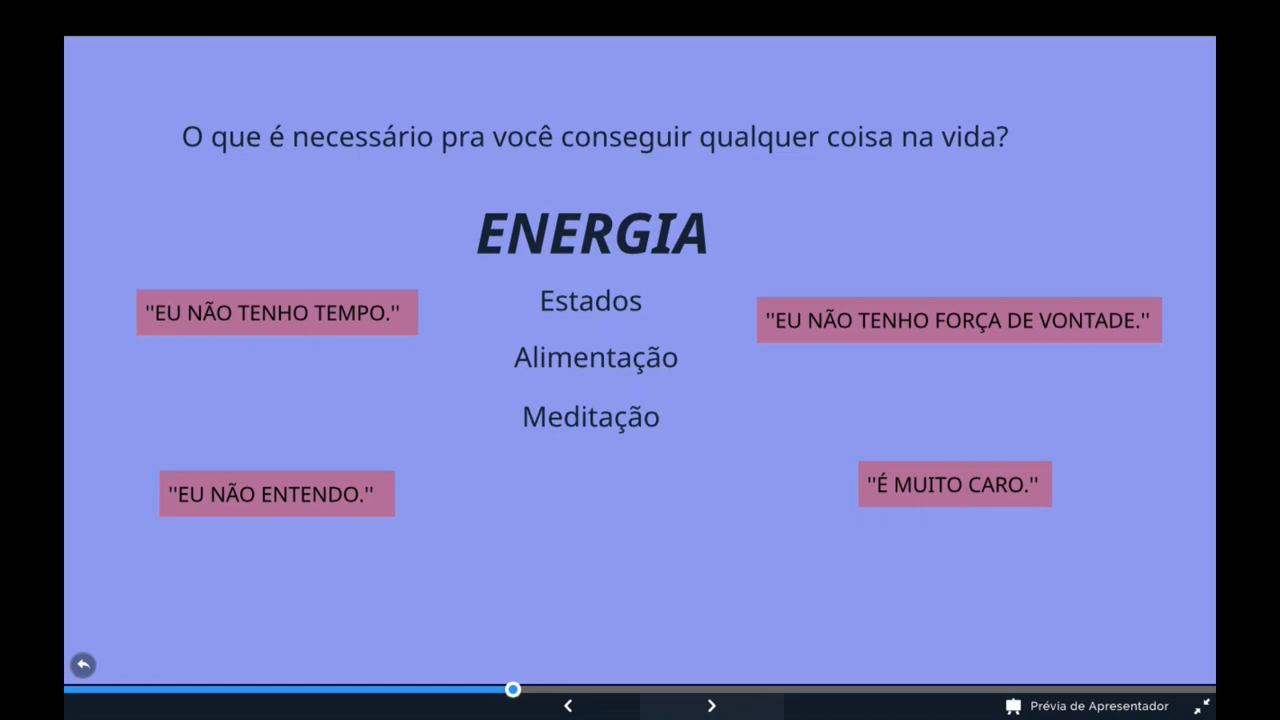 O que é necessário pra você conseguir qualquer coisa na vida?
ENERGIA
Estados
Alimentação
Meditação
''EU NÃO TENHO TEMPO.''
''EU NÃO TENHO FORÇA DE VONTADE.''
''EU NÃO ENTENDO.''
''É MUITO CARO.''
Prévia de Apresentador